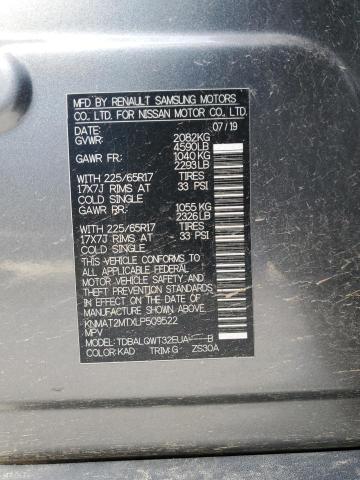 MFD BY RENAULT SAMSUNG MOTORS
CO., LTD. FOR NISSAN MOTOR CO., LTD.
DATE: 07/19
GVWR: 2082KG
4590LB
GAWR FR: 1040 KG
2293LB
WITH 225/65R17 TIRES
17X7J RIMS AT 33 PSI
COLD SINGLE
GAWR RR: 1055 KG
2326LB
WITH 225/65R17 TIRES
17X7J RIMS AT 33 PSI
COLD SINGLE
THIS VEHICLE CONFORMS TO ALL
APPLICABLE FEDERAL
MOTOR VEHICLE SAFETY
STANDARDS IN EFFECT ON THE
DATE OF MANUFACTURE
SHOWN ABOVE.
KNMAT2MTXLP509522
MPV
MODEL: TDBALGWT32EUA-----B
COLOR:KAD TRIM:G ZS30A